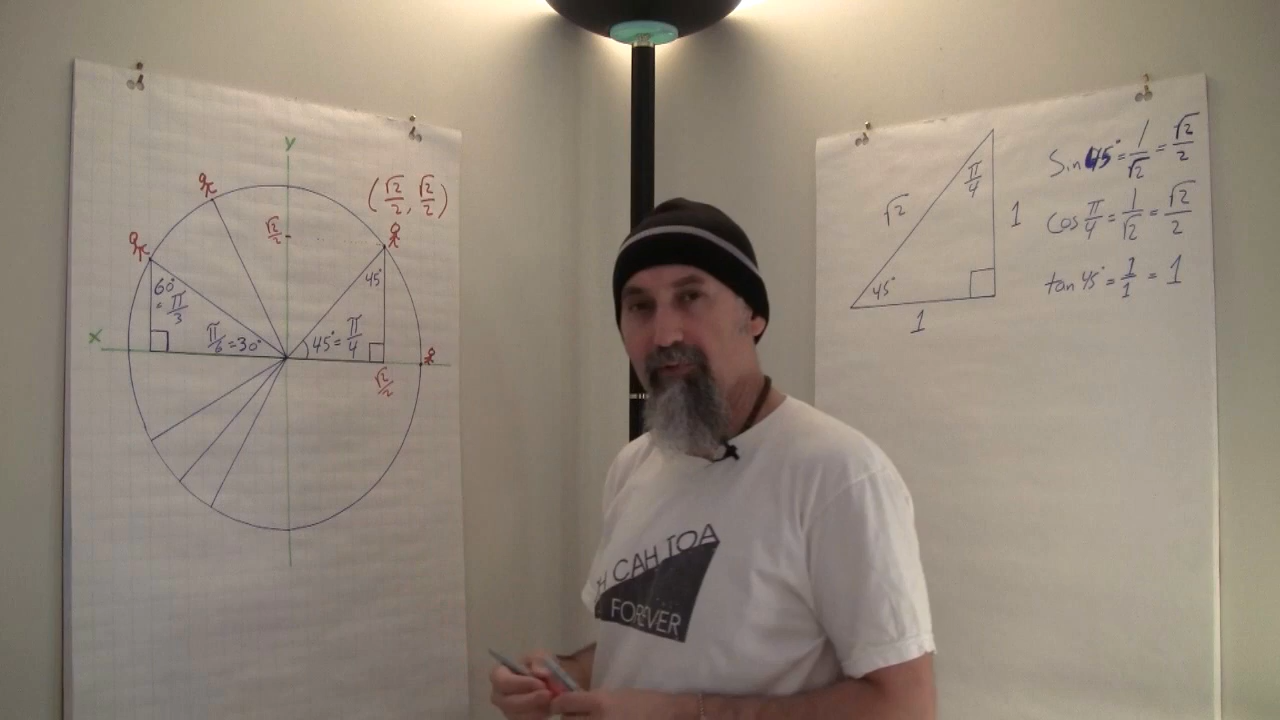 Y
(√2/2, √2/2)
√2/2
45°
60°
= π/3
X
π/6=30°
45°= π/4
√2/2
√2
π/4
1
45°
1
Sin45°= 1/√2 = √2/2
Cos π/4 = 1/√2 = √2/2
tan 45° = 1/1 = 1
H CAH TOA
FOREVER